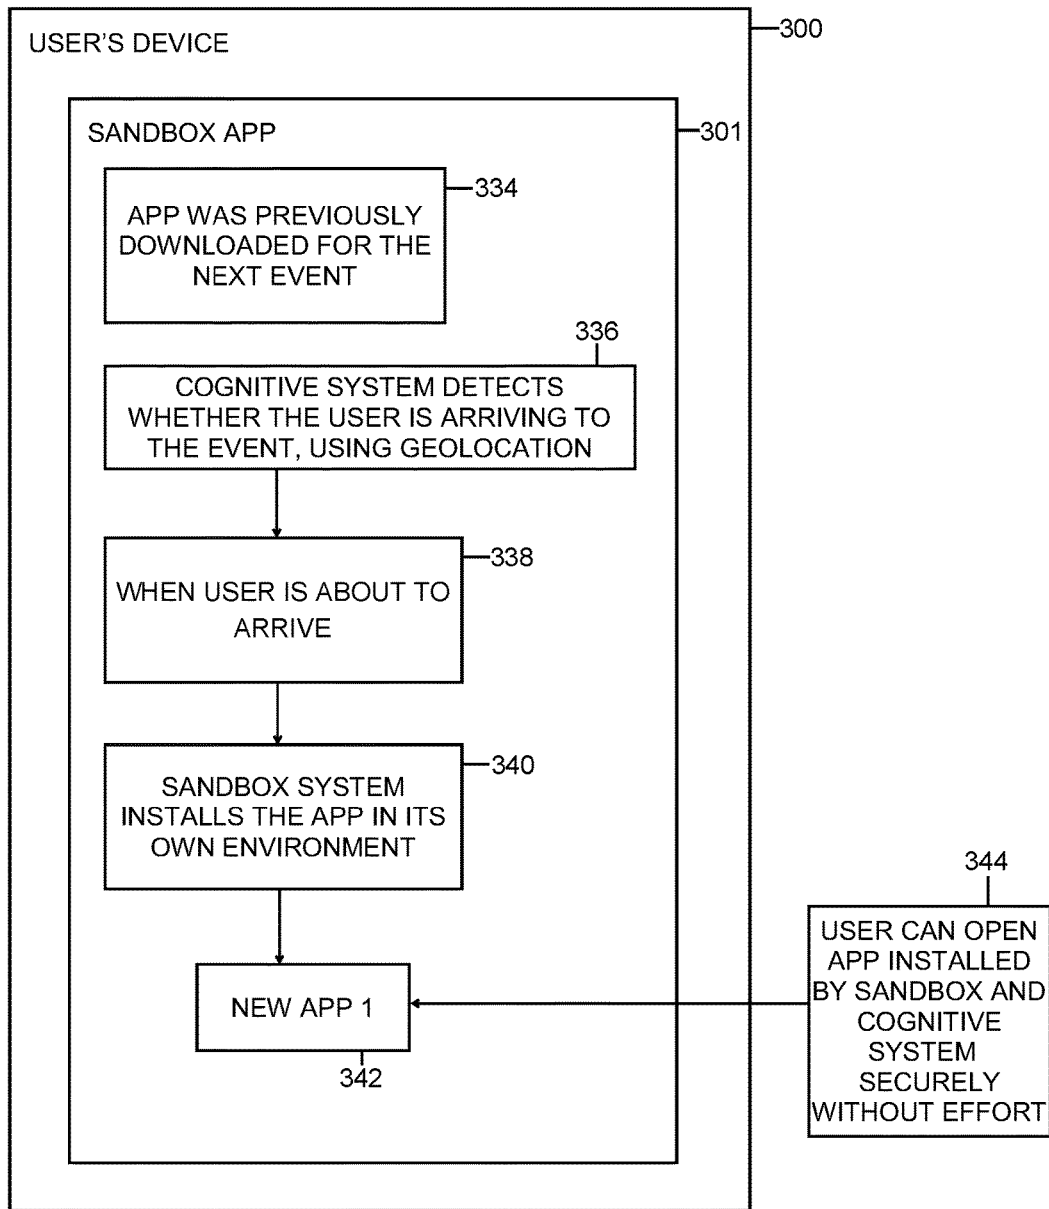 USER'S DEVICE
300
SANDBOX APP
301
APP WAS PREVIOUSLY
DOWNLOADED FOR THE
NEXT EVENT
334
336
COGNITIVE SYSTEM DETECTS
WHETHER THE USER IS ARRIVING TO
THE EVENT, USING GEOLOCATION
WHEN USER IS ABOUT TO
ARRIVE
338
SANDBOX SYSTEM
INSTALLS THE APP IN ITS
OWN ENVIRONMENT
340
NEW APP 1
342
344
USER CAN OPEN
APP INSTALLED
BY SANDBOX AND
COGNITIVE
SYSTEM
SECURELY
WITHOUT EFFORT